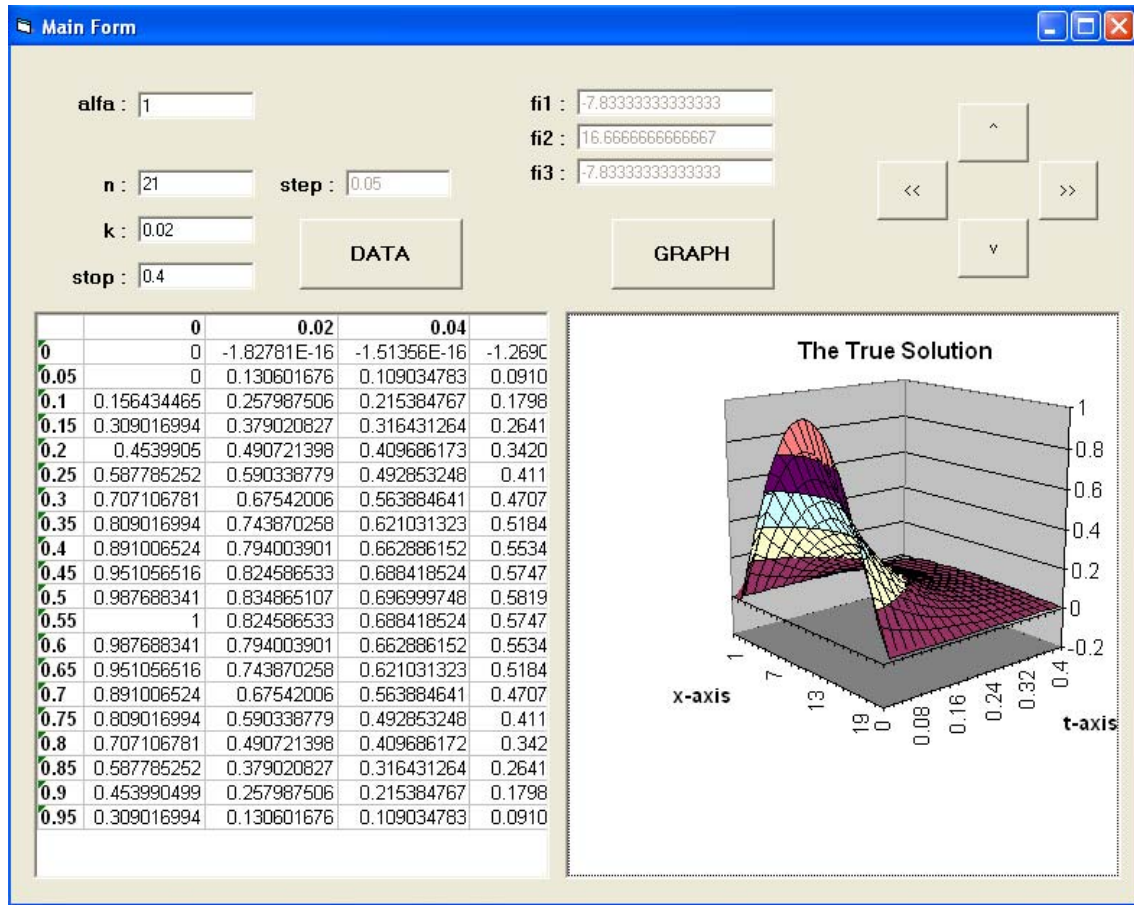 Main Form
alfa : 1
fi1 : -7.83333333333333
fi2 : 16.6666666666667
fi3 : -7.83333333333333
^
<< >>
v
n : 21 step : 0.05
k : 0.02
stop : 0.4
DATA GRAPH
0 0.02 0.04
0 0 -1.82781E-16 -1.51356E-16 -1.269C
0.05 0 0.130601676 0.109034783 0.0910
0.1 0.156434465 0.257987506 0.215384767 0.1798
0.15 0.309016994 0.379020827 0.316431264 0.2641
0.2 0.4539905 0.490721398 0.409686173 0.3420
0.25 0.587785252 0.590338779 0.492853248 0.411
0.3 0.707106781 0.67542006 0.563884641 0.4707
0.35 0.809016994 0.743870258 0.621031323 0.5184
0.4 0.891006524 0.794003901 0.662886152 0.5534
0.45 0.951056516 0.824586533 0.688418524 0.5747
0.5 0.987688341 0.834865107 0.696999748 0.5819
0.55 1 0.824586533 0.688418524 0.5747
0.6 0.987688341 0.794003901 0.662886152 0.5534
0.65 0.951056516 0.743870258 0.621031323 0.5184
0.7 0.891006524 0.67542006 0.563884641 0.4707
0.75 0.809016994 0.590338779 0.492853248 0.411
0.8 0.707106781 0.490721398 0.409686172 0.342
0.85 0.587785252 0.379020827 0.316431264 0.2641
0.9 0.453990499 0.257987506 0.215384767 0.1798
0.95 0.309016994 0.130601676 0.109034783 0.0910
The True Solution
1
0.8
0.6
0.4
0.2
0
-0.2
1 7 13 19
x-axis
0 0.08 0.16 0.24 0.32 0.4
t-axis